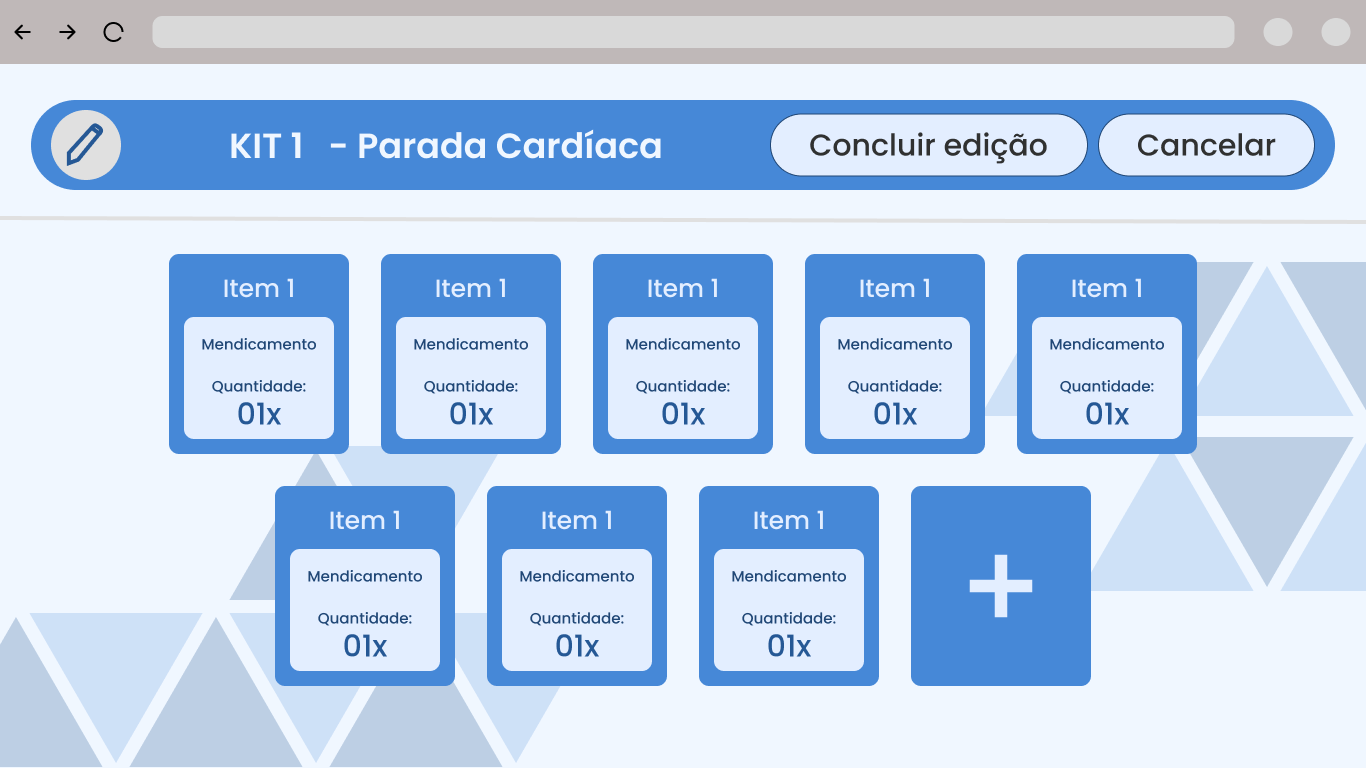 KIT 1 - Parada Cardíaca
Concluir edição
Cancelar
Item 1
Mendicamento
Quantidade:
01x
Item 1
Mendicamento
Quantidade:
01x
Item 1
Mendicamento
Quantidade:
01x
Item 1
Mendicamento
Quantidade:
01x
Item 1
Mendicamento
Quantidade:
01x
Item 1
Mendicamento
Quantidade:
01x
Item 1
Mendicamento
Quantidade:
01x
Item 1
Mendicamento
Quantidade:
01x
+